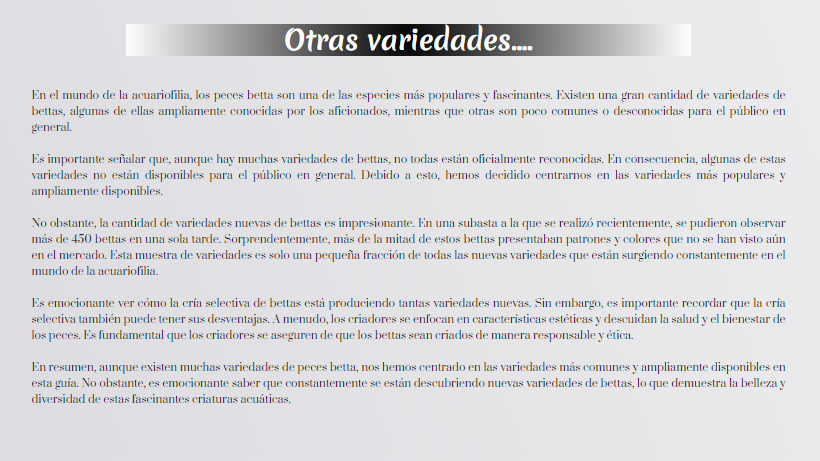 Otras variedades....
En el mundo de la acuariofilia, los peces betta son una de las especies más populares y fascinantes. Existen una gran cantidad de variedades de
bettas, algunas de ellas ampliamente conocidas por los aficionados, mientras que otras son poco comunes o desconocidas para el público en
general.
Es importante señalar que, aunque hay muchas variedades de bettas, no todas están oficialmente reconocidas. En consecuencia, algunas de estas
variedades no están disponibles para el público en general. Debido a esto, hemos decidido centrarnos en las variedades más populares y
ampliamente disponibles.
No obstante, la cantidad de variedades nuevas de bettas es impresionante. En una subasta a la que se realizó recientemente, se pudieron observar
más de 450 bettas en una sola tarde. Sorprendentemente, más de la mitad de estos bettas presentaban patrones y colores que no se han visto aún
en el mercado. Esta muestra de variedades es solo una pequeña fracción de todas las nuevas variedades que están surgiendo constantemente en el
mundo de la acuariofilia.
Es emocionante ver cómo la cría selectiva de bettas está produciendo tantas variedades nuevas. Sin embargo, es importante recordar que la cría
selectiva también puede tener sus desventajas. A menudo, los criadores se enfocan en características estéticas y descuidan la salud y el bienestar de
los peces. Es fundamental que los criadores se aseguren de que los bettas sean criados de manera responsable y ética.
En resumen, aunque existen muchas variedades de peces betta, nos hemos centrado en las variedades más comunes y ampliamente disponibles en
esta guía. No obstante, es emocionante saber que constantemente se están descubriendo nuevas variedades de bettas, lo que demuestra la belleza y
diversidad de estas fascinantes criaturas acuáticas.